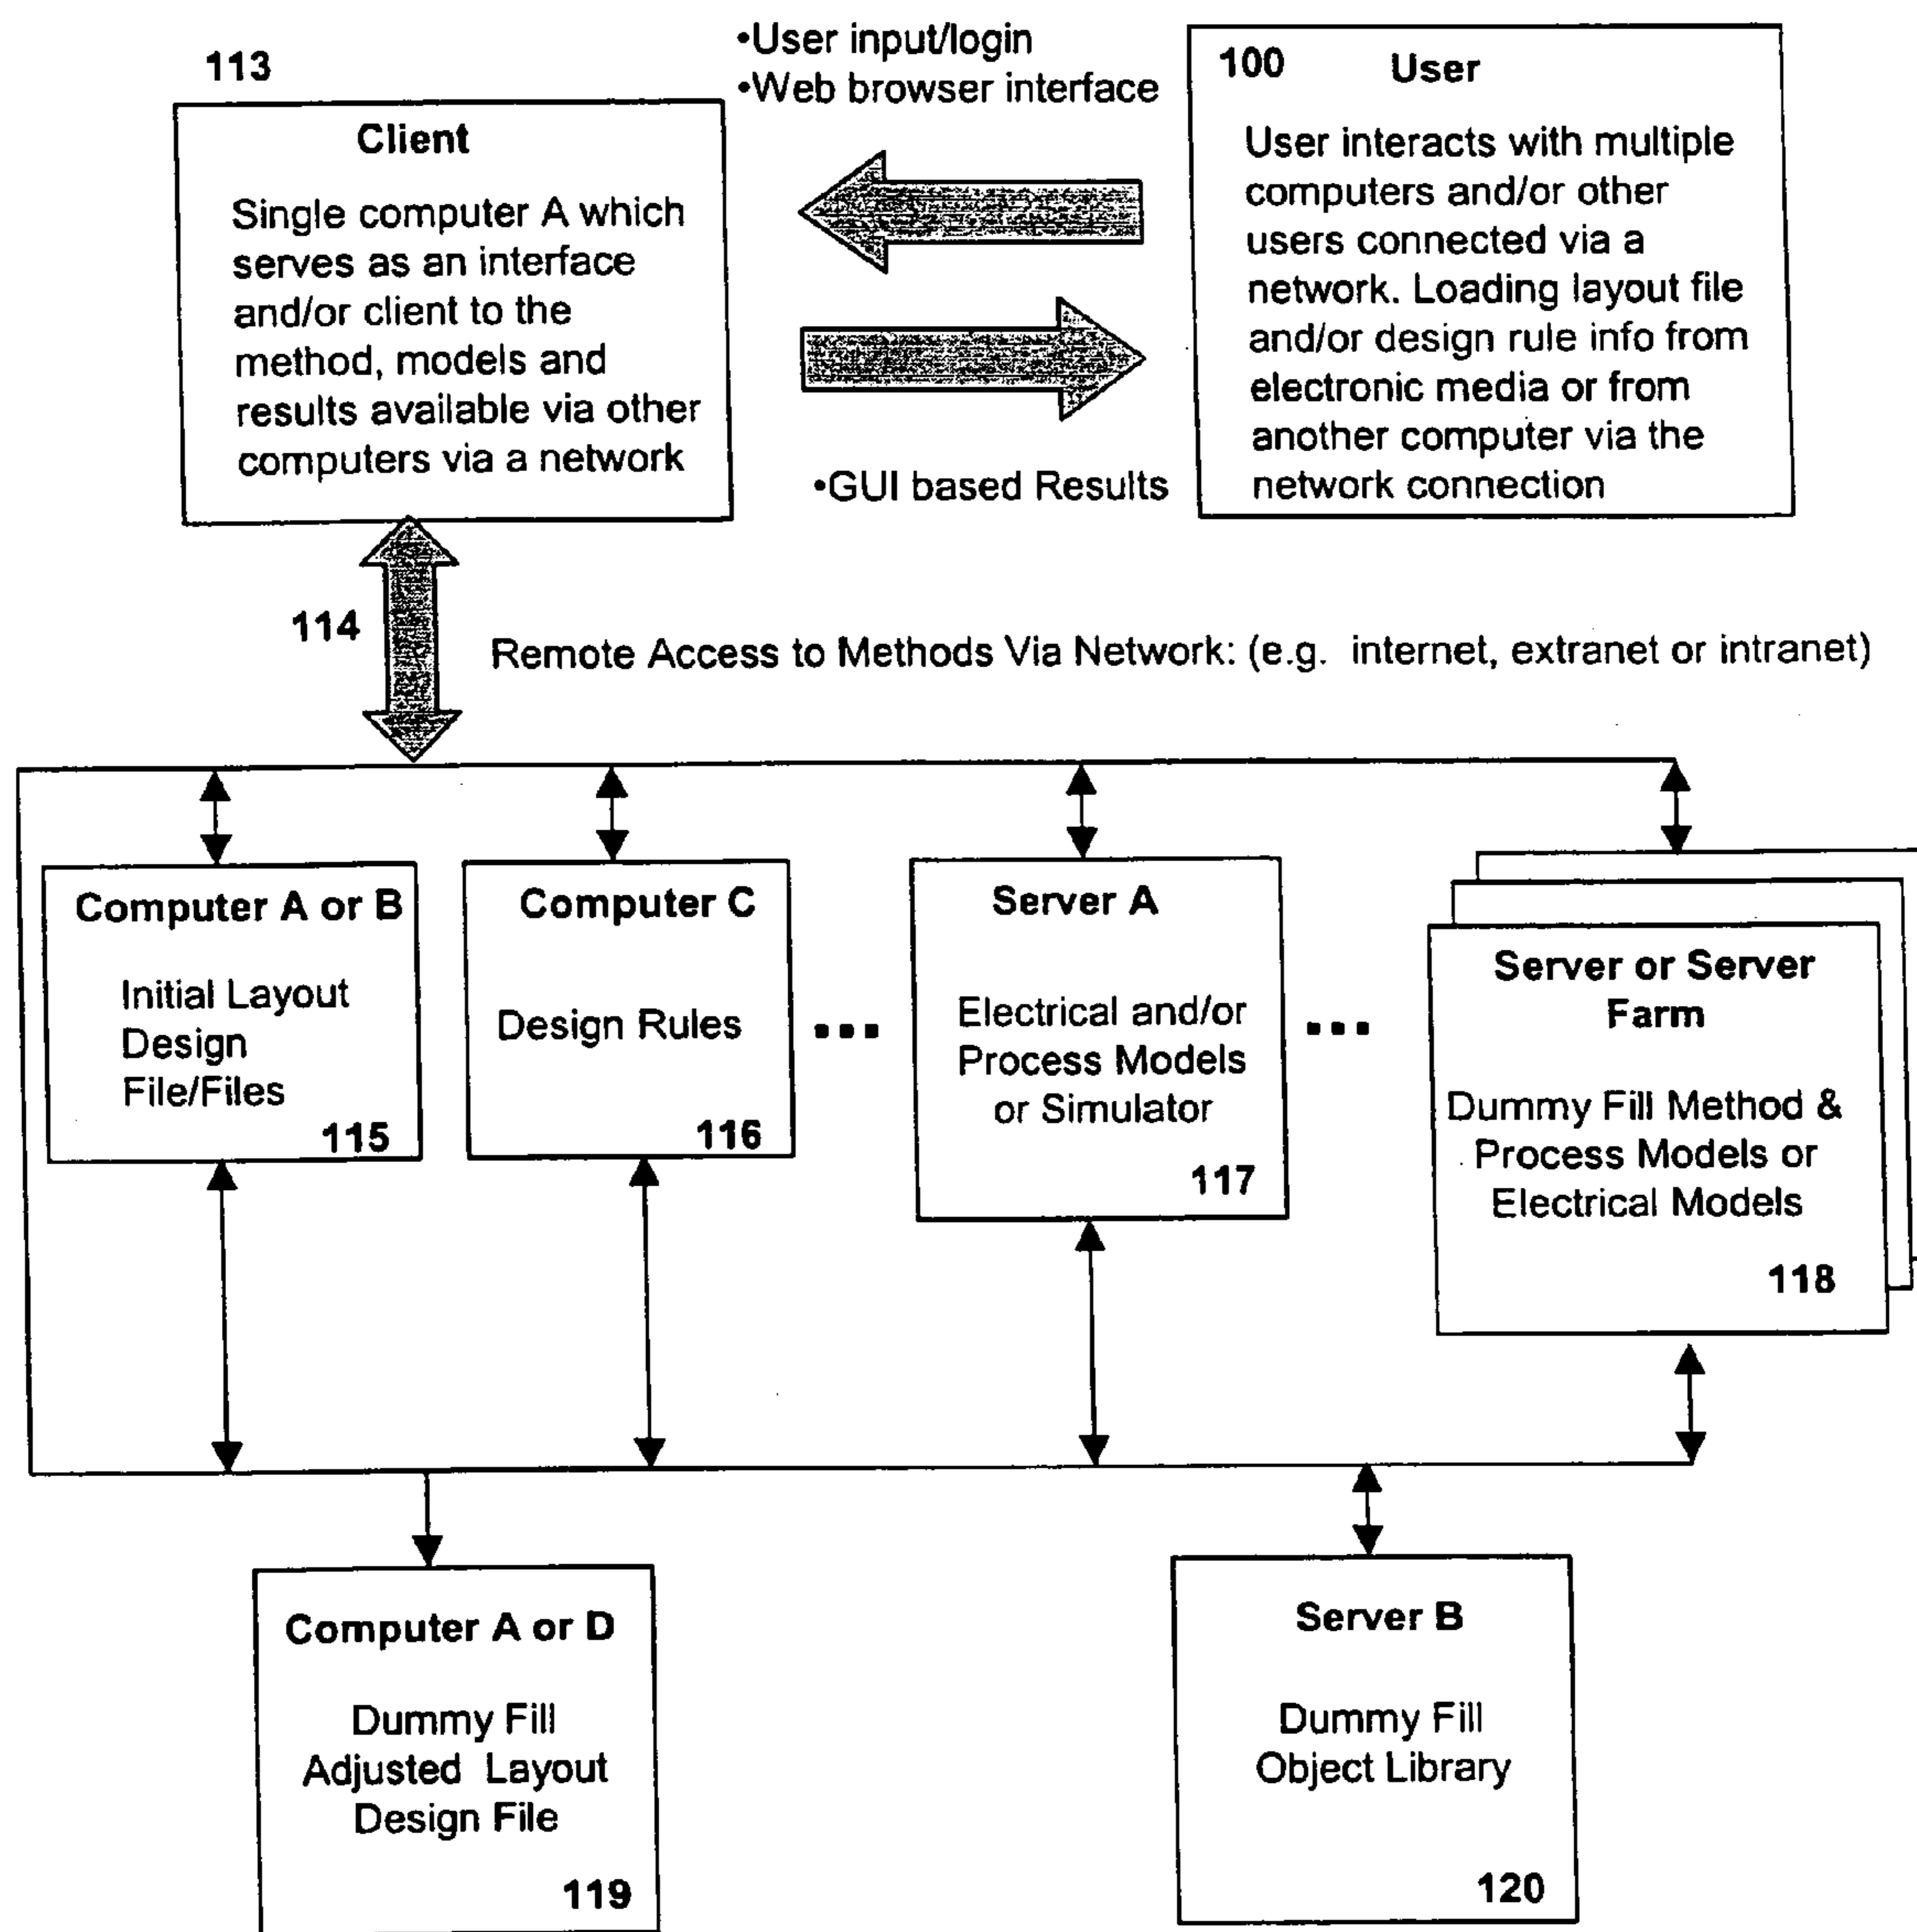 113
Client
Single computer A which
serves as an interface
and/or client to the
method, models and
results available via other
computers via a network
•User input/login
•Web browser interface
•GUI based Results
100 User
User interacts with multiple
computers and/or other
users connected via a
network. Loading layout file
and/or design rule info from
electronic media or from
another computer via the
network connection
114
Remote Access to Methods Via Network: (e.g. internet, extranet or intranet)
Computer A or B
Initial Layout
Design
File/Files
115
Computer C
Design Rules
116
...
Server A
Electrical and/or
Process Models
or Simulator
117
...
Server or Server
Farm
Dummy Fill Method &
Process Models or
Electrical Models
118
Computer A or D
Dummy Fill
Adjusted Layout
Design File
119
Server B
Dummy Fill
Object Library
120